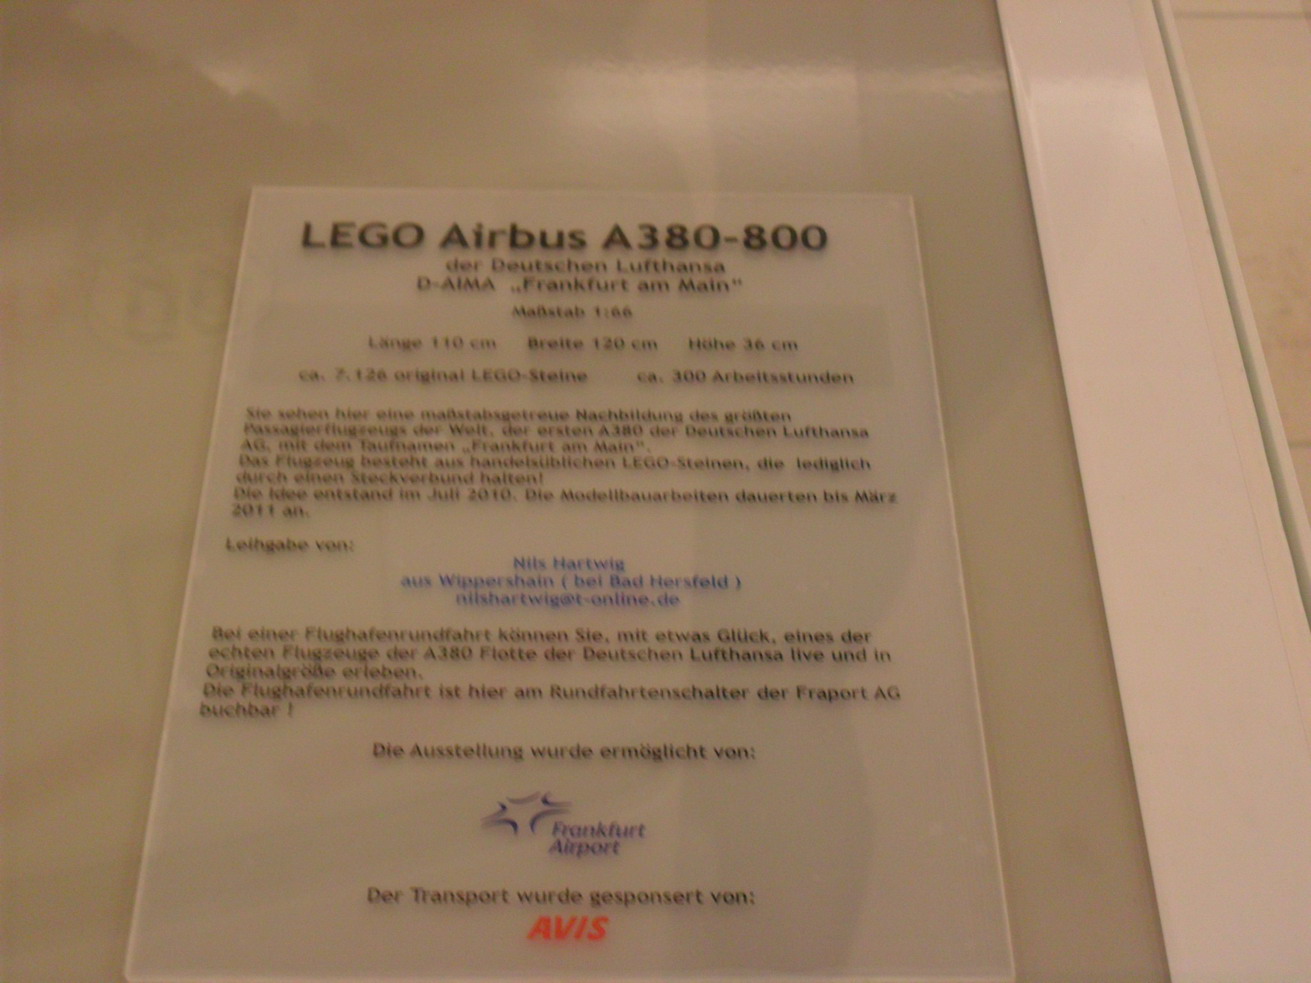 LEGO Airbus A380-800
der Deutschen Lufthansa
D-AIMA „Frankfurt am Main“
Maßstab 1:66
Länge 110 cm Breite 120 cm Höhe 36 cm
ca. 7.126 original LEGO-Steine ca. 300 Arbeitsstunden
Sie sehen hier eine maßstabsgetreue Nachbildung des größten
Passagierflugzeugs der Welt, der ersten A380 der Deutschen Lufthansa
AG, mit dem Taufnamen „Frankfurt am Main“.
Das Flugzeug besteht aus handelsüblichen LEGO-Steinen, die lediglich
durch einen Steckverbund halten!
Die Idee entstand im Juli 2010. Die Modellbauarbeiten dauerten bis März
2011 an.
Leihgabe von:
Nils Hartwig
aus Wippershain ( bei Bad Hersfeld )
nilshartwig@t-online.de
Bei einer Flughafenrundfahrt können Sie, mit etwas Glück, eines der
echten Flugzeuge der A380 Flotte der Deutschen Lufthansa live und in
Originalgröße erleben.
Die Flughafenrundfahrt ist hier am Rundfahrtenschalter der Fraport AG
buchbar !
Die Ausstellung wurde ermöglicht von:
Frankfurt
Airport
Der Transport wurde gesponsert von:
AVIS